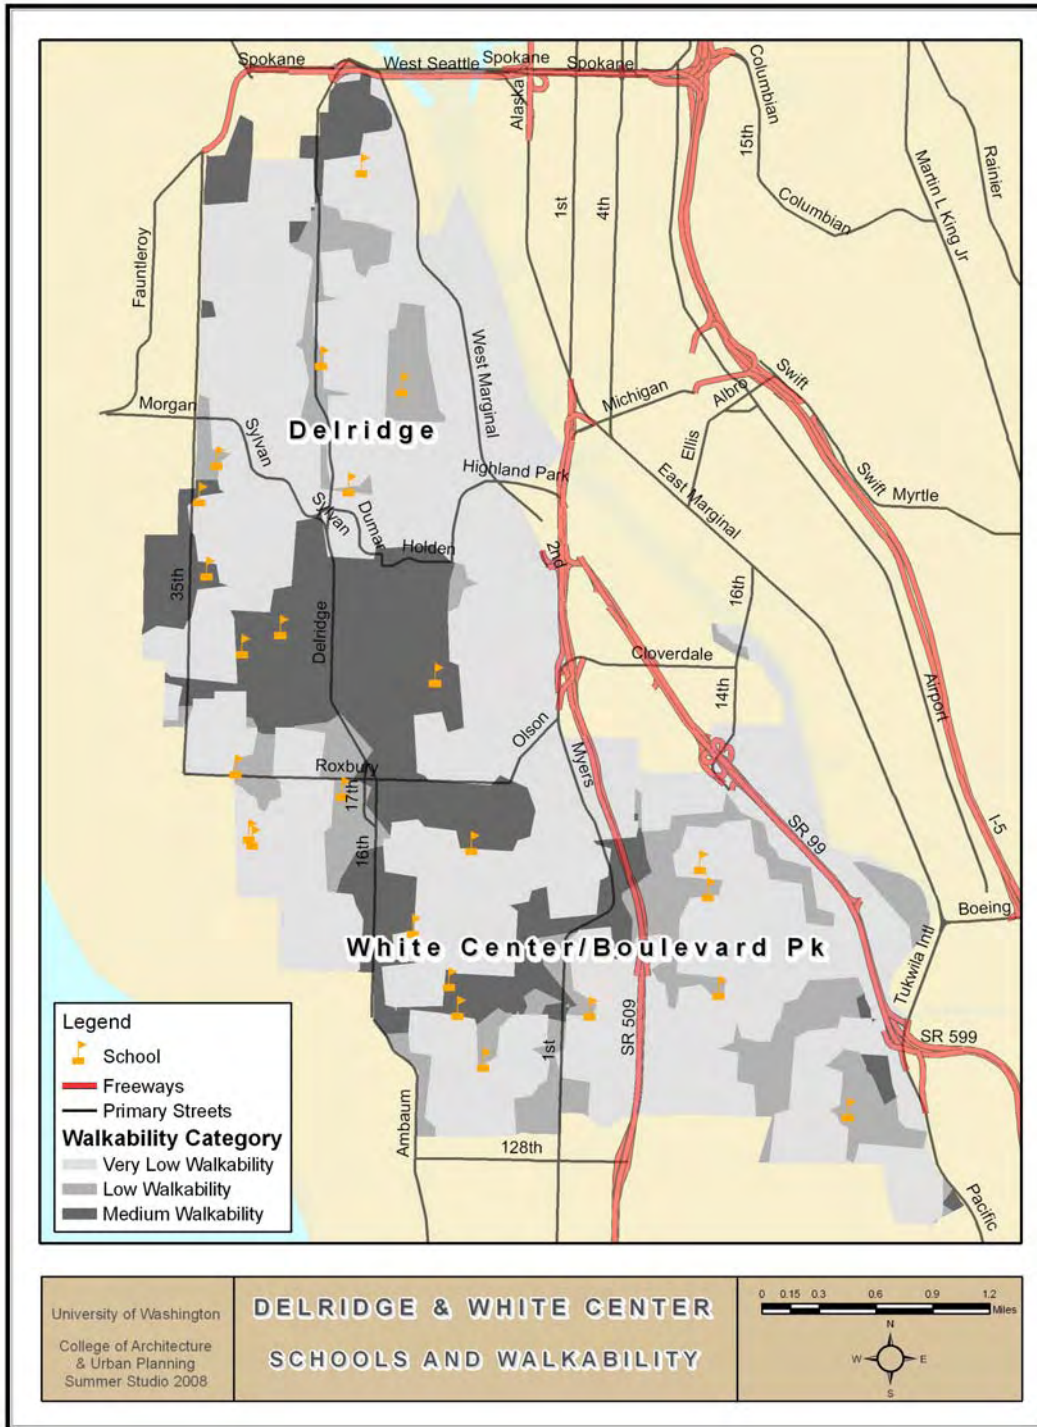 Spokane
West Seattle
Spokane
Spokane
Columbian
Alaska
15th
Rainier
Martin L King Jr
1st
4th
Columbian
Fauntleroy
West Marginal
Swift
Michigan
Albro
Morgan
Sylvan
Delridge
Ellis
Highland Park
East Marginal
Swift
Myrtle
Sylvan
Dumar
Holden
2nd
35th
16th
Delridge
Cloverdale
14th
Airport
Olson
Myers
Roxbury
17th
16th
SR 99
I-5
Boeing
White Center/Boulevard Pk
Tukwila Intl
SR 509
1st
SR 599
Ambaum
128th
Pacific
Legend
School
Freeways
Primary Streets
Walkability Category
Very Low Walkability
Low Walkability
Medium Walkability
University of Washington
College of Architecture
& Urban Planning
Summer Studio 2008
DELRIDGE & WHITE CENTER
SCHOOLS AND WALKABILITY
0 0.15 0.3 0.6 0.9 1.2
Miles
N
W E
S